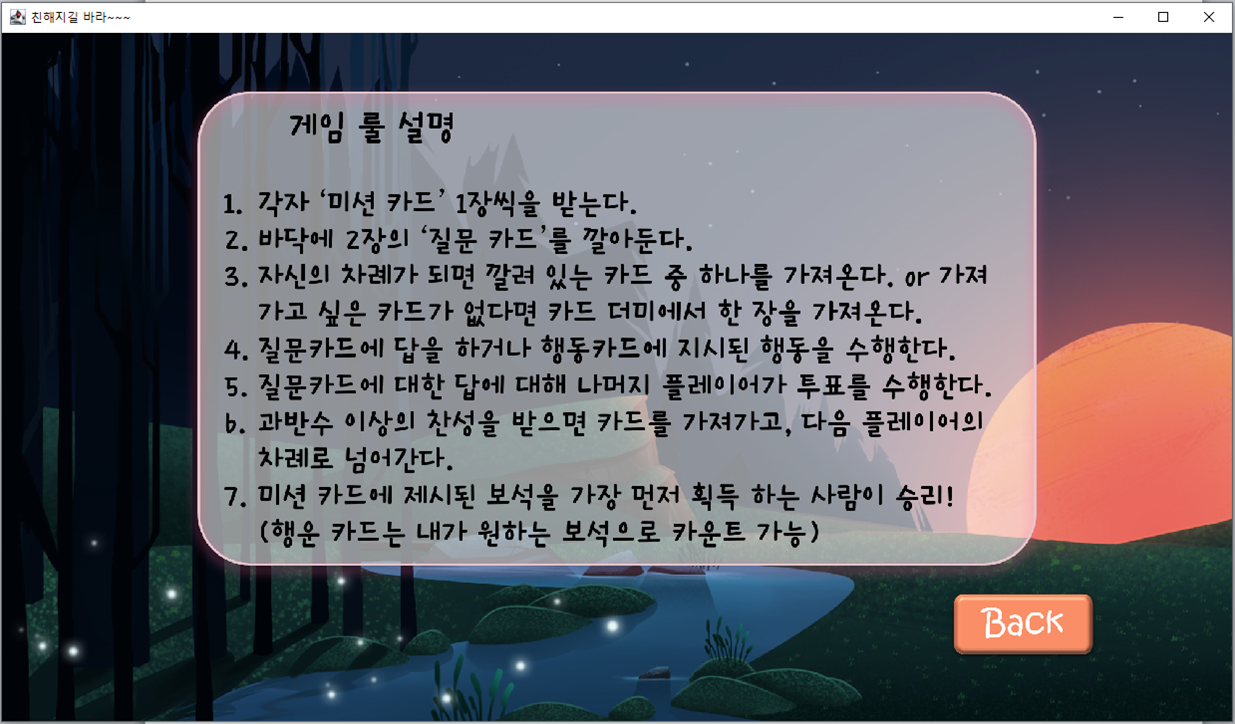 친해지길 바라~~~
게임 룰 설명
1. 각자 ‘미션 카드’ 1장씩을 받는다.
2. 바닥에 2장의 ‘질문 카드’를 깔아둔다.
3. 자신의 차례가 되면 깔려 있는 카드 중 하나를 가져온다. or 가져
가고 싶은 카드가 없다면 카드 더미에서 한 장을 가져온다.
4. 질문카드에 답을 하거나 행동카드에 지시된 행동을 수행한다.
5. 질문카드에 대한 답에 대해 나머지 플레이어가 투표를 수행한다.
6. 과반수 이상의 찬성을 받으면 카드를 가져가고, 다음 플레이어의
차례로 넘어간다.
7. 미션 카드에 제시된 보석을 가장 먼저 획득 하는 사람이 승리!
(행운 카드는 내가 원하는 보석으로 카운트 가능)
Back